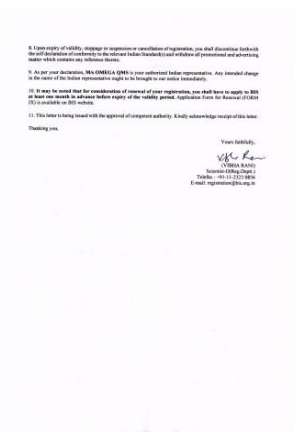 8. Upon expiry of validity, stoppage or suspension or cancellation of registration, you shall discontinue forthwith
the self declaration of conformity to the relevant Indian Standard(s) and withdraw all promotional and advertising
matter which contains any reference thereto.
9. As per your declaration, M/s OMEGA QMS is your authorized Indian representative. Any intended change
in the name of the Indian representative ought to be brought to our notice immediately.
10. It may be noted that for consideration of renewal of your registration, you shall have to apply to BIS
at least one month in advance before expiry of the validity period. Application Form for Renewal (FORM
IX) is available on BIS website.
11. This letter is being issued with the approval of competent authority. Kindly acknowledge receipt of this letter.
Thanking you,
Yours faithfully,
(VIBHA RANI)
Scientist-D(Reg.Deptt.)
Telefax : +91-11-2323 0856
E-mail: registration@bis.org.in